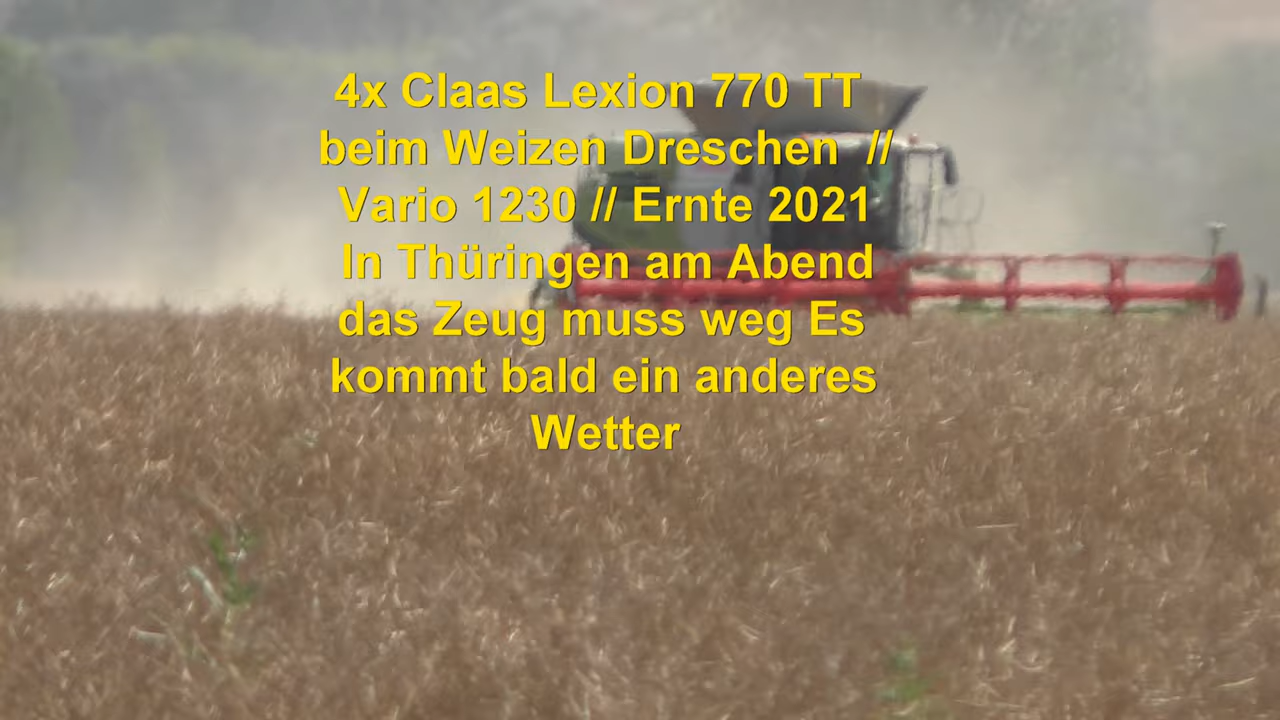 4x Claas Lexion 770 TT
beim Weizen Dreschen //
Vario 1230 // Ernte 2021
In Thüringen am Abend
das Zeug muss weg Es
kommt bald ein anderes
Wetter